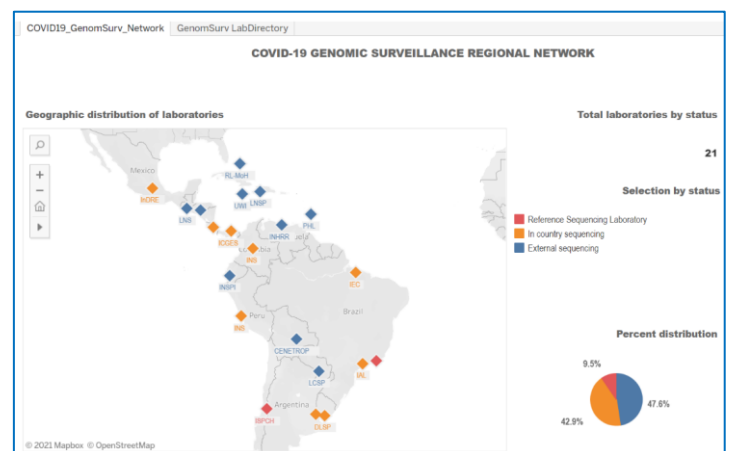 COVID19_GenomSurv_Network GenomSurv LabDirectory
COVID-19 GENOMIC SURVEILLANCE REGIONAL NETWORK
Geographic distribution of laboratories
Total laboratories by status
21
Selection by status
Reference Sequencing Laboratory
In country sequencing
External sequencing
Percent distribution
9.5%
47.6%
42.9%
Mexico
InDRE
RL-MoH
LNS
UWI
LNSP
PHL
ICGES
INHRR
INS
IEC
INSPI
Peru
Brazil
INS
CENETROP
IAL
LCSP
Argentina
ISPCH
DLSP
© 2021 Mapbox © OpenStreetMap